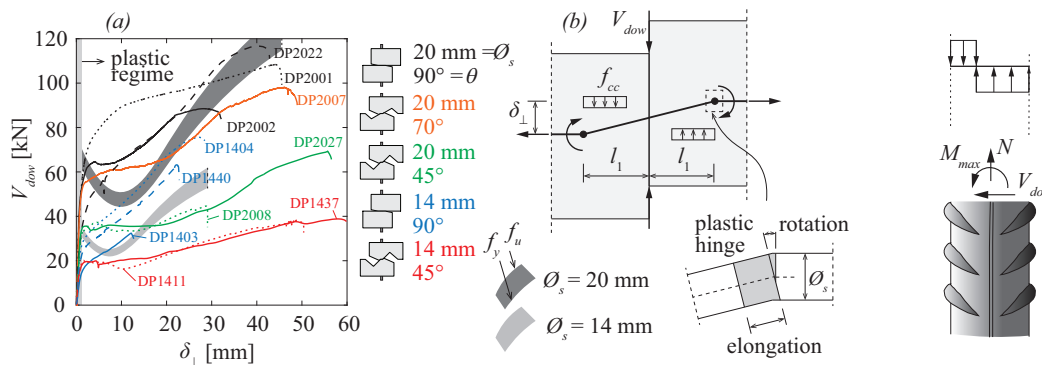 (a)
120
100
80
60
40
20
0
0
10
20
30
40
50
60
V_dow [kN]
δ⊥ [mm]
plastic
regime
DP2022
DP2001
DP2007
DP2002
DP1404
DP2027
DP1440
DP1437
DP2008
DP1403
DP1411
20 mm = Ø_s
90° = θ
20 mm
70°
20 mm
45°
14 mm
90°
14 mm
45°
(b)
V_dow
f_cc
δ⊥
l_1
l_1
f_y
f_u
Ø_s = 20 mm
Ø_s = 14 mm
plastic
hinge
rotation
Ø_s
elongation
M_max
N
V_do